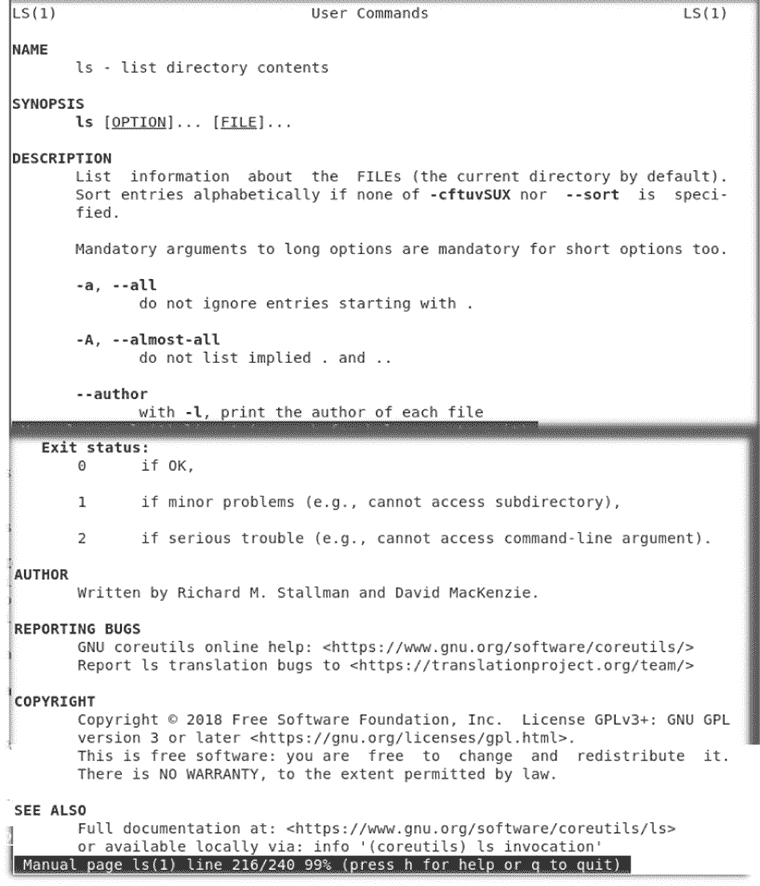 LS(1) User Commands LS(1)
NAME
ls - list directory contents
SYNOPSIS
ls [OPTION]... [FILE]...
DESCRIPTION
List information about the FILEs (the current directory by default).
Sort entries alphabetically if none of -cftuvSUX nor --sort is speci-
fied.
Mandatory arguments to long options are mandatory for short options too.
-a, --all
do not ignore entries starting with .
-A, --almost-all
do not list implied . and ..
--author
with -l, print the author of each file
Exit status:
0 if OK,
1 if minor problems (e.g., cannot access subdirectory),
2 if serious trouble (e.g., cannot access command-line argument).
AUTHOR
Written by Richard M. Stallman and David MacKenzie.
REPORTING BUGS
GNU coreutils online help: <https://www.gnu.org/software/coreutils/>
Report ls translation bugs to <https://translationproject.org/team/>
COPYRIGHT
Copyright © 2018 Free Software Foundation, Inc. License GPLv3+: GNU GPL
version 3 or later <https://gnu.org/licenses/gpl.html>.
This is free software: you are free to change and redistribute it.
There is NO WARRANTY, to the extent permitted by law.
SEE ALSO
Full documentation at: <https://www.gnu.org/software/coreutils/ls>
or available locally via: info '(coreutils) ls invocation'
Manual page ls(1) line 216/240 99% (press h for help or q to quit)